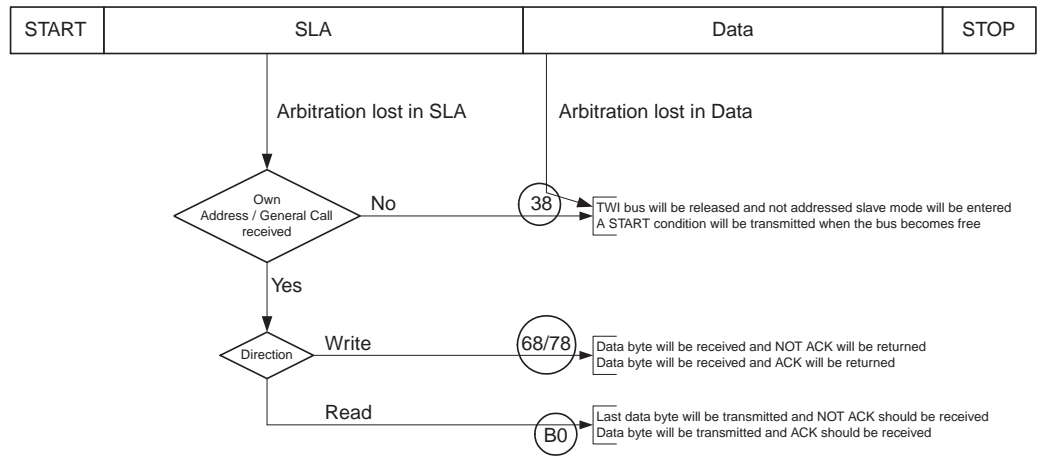 START SLA Data STOP
Arbitration lost in SLA Arbitration lost in Data
Own
Address / General Call
received
No
38
TWI bus will be released and not addressed slave mode will be entered
A START condition will be transmitted when the bus becomes free
Yes
Direction
Write
68/78
Data byte will be received and NOT ACK will be returned
Data byte will be received and ACK will be returned
Read
B0
Last data byte will be transmitted and NOT ACK should be received
Data byte will be transmitted and ACK should be received